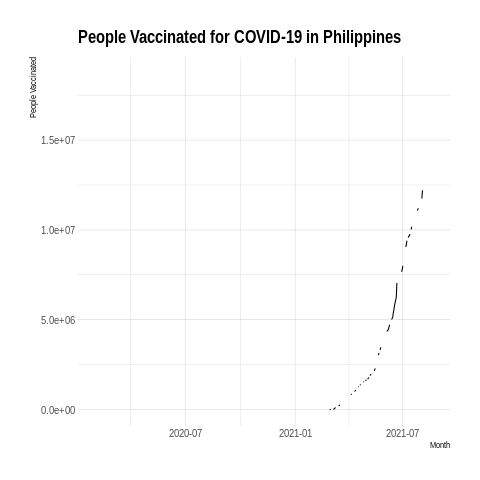 People Vaccinated for COVID-19 in Philippines
People Vaccinated
1.5e+07
1.0e+07
5.0e+06
0.0e+00
2020-07 2021-01 2021-07
Month